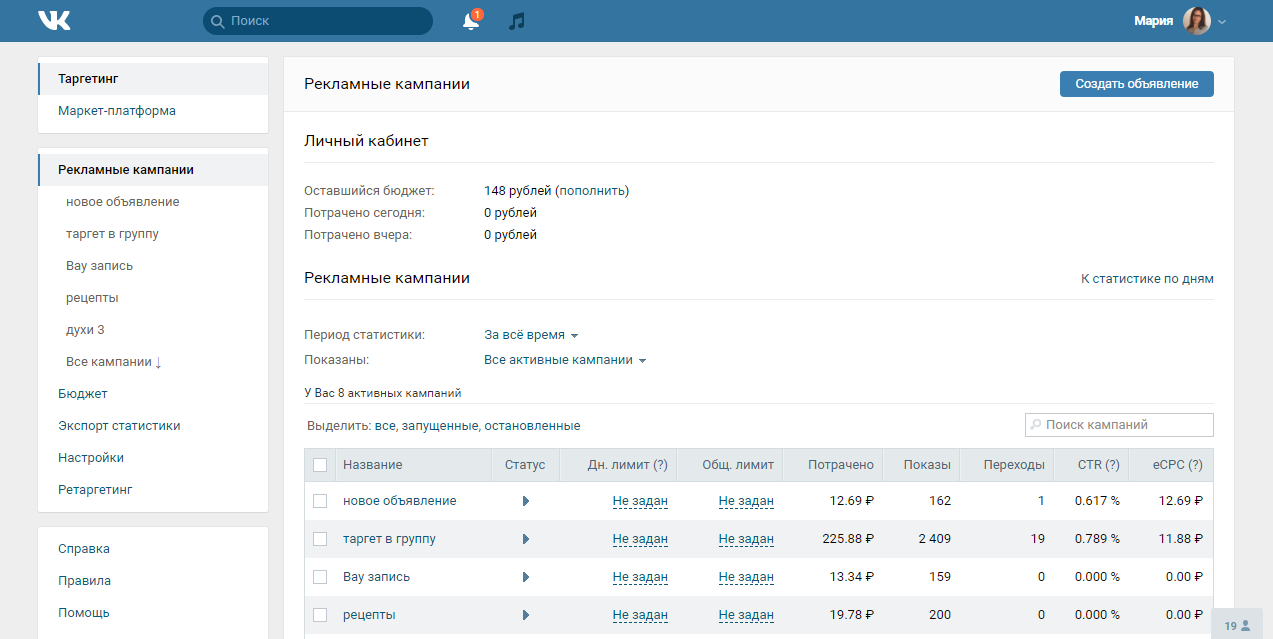 VK Поиск 1 Мария
Таргетинг
Маркет-платформа
Рекламные кампании
новое объявление
таргет в группу
Вау запись
рецепты
духи 3
Все кампании ↓
Бюджет
Экспорт статистики
Настройки
Ретаргетинг
Справка
Правила
Помощь
Рекламные кампании Создать объявление
Личный кабинет
Оставшийся бюджет: 148 рублей (пополнить)
Потрачено сегодня: 0 рублей
Потрачено вчера: 0 рублей
Рекламные кампании К статистике по дням
Период статистики: За всё время
Показаны: Все активные кампании
У Вас 8 активных кампаний
Выделить: все, запущенные, остановленные Поиск кампаний
Название Статус Дн. лимит (?) Общ. лимит Потрачено Показы Переходы CTR (?) eCPC (?)
новое объявление Не задан Не задан 12.69 ₽ 162 1 0.617 % 12.69 ₽
таргет в группу Не задан Не задан 225.88 ₽ 2 409 19 0.789 % 11.88 ₽
Вау запись Не задан Не задан 13.34 ₽ 159 0 0.000 % 0.00 ₽
рецепты Не задан Не задан 19.78 ₽ 200 0 0.000 % 0.00 ₽
19